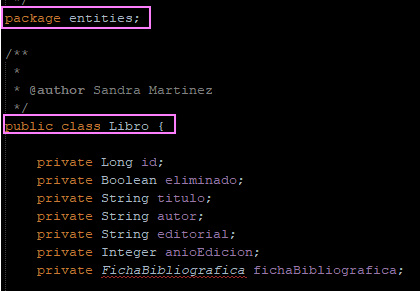 */
package entities;
/**
*
* @author Sandra Martinez
*/
public class Libro {
private Long id;
private Boolean eliminado;
private String titulo;
private String autor;
private String editorial;
private Integer anioEdicion;
private FichaBibliografica fichaBibliografica;